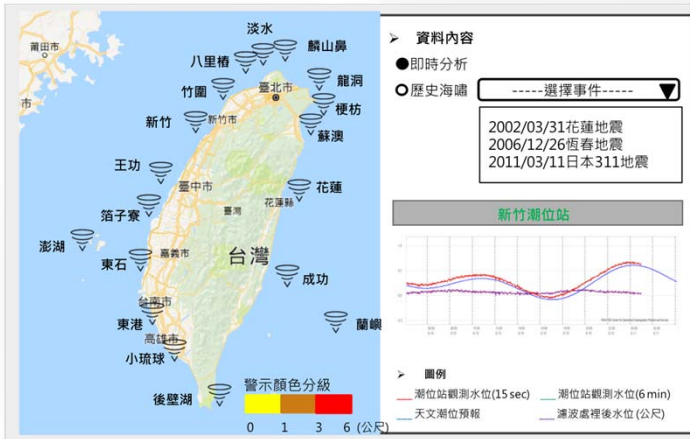 莆田市
淡水
麟山鼻
八里樁
龍洞
竹圍
臺北市
梗枋
新竹
新竹市
蘇澳
王功
臺中市
花蓮
箔子寮
花蓮縣
臺灣
澎湖
東石
嘉義市
台灣
成功
台南市
東港
蘭嶼
高雄市
小琉球
後壁湖
警示顏色分級
0 1 3 6 (公尺)
➤ 資料內容
即時分析
歷史海嘯
-----選擇事件-----
2002/03/31花蓮地震
2006/12/26恆春地震
2011/03/11日本311地震
新竹潮位站
➤ 圖例
潮位站觀測水位(15 sec)
潮位站觀測水位(6 min)
天文潮位預報
濾波處裡後水位 (公尺)